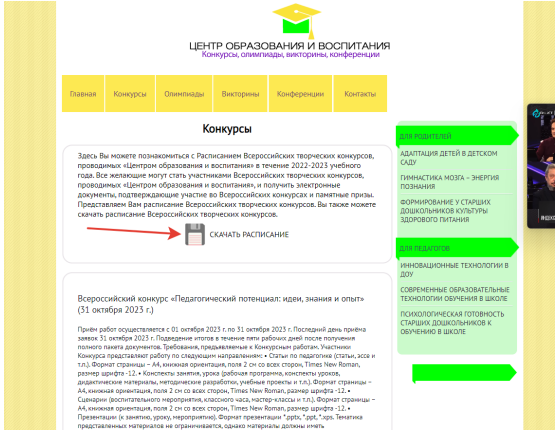 ЦЕНТР ОБРАЗОВАНИЯ И ВОСПИТАНИЯ
Конкурсы, олимпиады, викторины, конференции
Главная
Конкурсы
Олимпиады
Викторины
Конференции
Контакты
Конкурсы
Здесь Вы можете познакомиться с Расписанием Всероссийских творческих конкурсов,
проводимых «Центром образования и воспитания» в течение 2022-2023 учебного
года. Все желающие могут стать участниками Всероссийских творческих конкурсов,
проводимых «Центром образования и воспитания», и получить электронные
документы, подтверждающие участие во Всероссийских конкурсах и памятные призы.
Представляем Вам расписание Всероссийских творческих конкурсов. Вы также можете
скачать расписание Всероссийских творческих конкурсов.
СКАЧАТЬ РАСПИСАНИЕ
Всероссийский конкурс «Педагогический потенциал: идеи, знания и опыт»
(31 октября 2023 г.)
Приём работ осуществляется с 01 октября 2023 г. по 31 октября 2023 г. Последний день приёма
заявок 31 октября 2023 г. Подведение итогов в течение пяти рабочих дней после получения
полного пакета документов. Требования, предъявляемые к Конкурсным работам. Участники
Конкурса представляют работу по следующим направлениям: • Статьи по педагогике (статьи, эссе и
т.п.). Формат страницы – А4, книжная ориентация, поля 2 см со всех сторон, Times New Roman,
размер шрифта -12. • Конспекты занятия, урока (рабочая программа, конспекты уроков,
дидактические материалы, методические разработки, учебные проекты и т.п.). Формат страницы –
А4, книжная ориентация, поля 2 см со всех сторон, Times New Roman, размер шрифта -12. •
Сценарии (воспитательного мероприятия, классного часа, мастер-классы и т.п.). Формат страницы –
А4, книжная ориентация, поля 2 см со всех сторон, Times New Roman, размер шрифта -12. •
Презентации (к занятию, уроку, мероприятию). Формат презентации *.pptx, *.ppt, *.xps. Тематика
представленных материалов не ограничивается, однако материалы должны иметь
ДЛЯ РОДИТЕЛЕЙ
АДАПТАЦИЯ ДЕТЕЙ В ДЕТСКОМ
САДУ
ГИМНАСТИКА МОЗГА – ЭНЕРГИЯ
ПОЗНАНИЯ
ФОРМИРОВАНИЕ У СТАРШИХ
ДОШКОЛЬНИКОВ КУЛЬТУРЫ
ЗДОРОВОГО ПИТАНИЯ
ДЛЯ ПЕДАГОГОВ
ИННОВАЦИОННЫЕ ТЕХНОЛОГИИ В
ДОУ
СОВРЕМЕННЫЕ ОБРАЗОВАТЕЛЬНЫЕ
ТЕХНОЛОГИИ ОБУЧЕНИЯ В ШКОЛЕ
ПСИХОЛОГИЧЕСКАЯ ГОТОВНОСТЬ
СТАРШИХ ДОШКОЛЬНИКОВ К
ОБУЧЕНИЮ В ШКОЛЕ